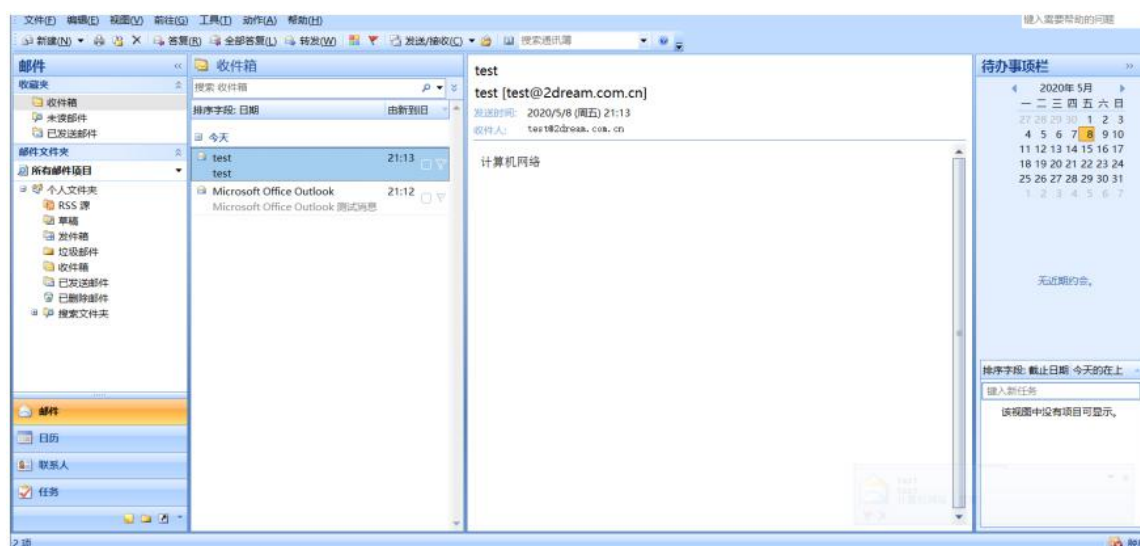 文件(F) 编辑(E) 视图(V) 前往(G) 工具(T) 动作(A) 帮助(H)
键入需要帮助的问题
新建(N) 答复(R) 全部答复(L) 转发(W) 发送/接收(C) 搜索通讯簿
邮件
收藏夹
收件箱
未读邮件
已发送邮件
邮件文件夹
所有邮件项目
个人文件夹
RSS 源
草稿
发件箱
垃圾邮件
收件箱
已发送邮件
已删除邮件
搜索文件夹
邮件
日历
联系人
任务
2 项
收件箱
搜索 收件箱
排序字段: 日期 由新到旧
今天
test 21:13
test
Microsoft Office Outlook 21:12
Microsoft Office Outlook 测试消息
test
test [test@2dream.com.cn]
发送时间: 2020/5/8 (周五) 21:13
收件人: test@2dream.com.cn
计算机网络
待办事项栏
2020年 5月
一 二 三 四 五 六 日
27 28 29 30 1 2 3
4 5 6 7 8 9 10
11 12 13 14 15 16 17
18 19 20 21 22 23 24
25 26 27 28 29 30 31
1 2 3 4 5 6 7
无近期约会。
排序字段: 截止日期 今天的在上
键入新任务
该视图中没有项目可显示。